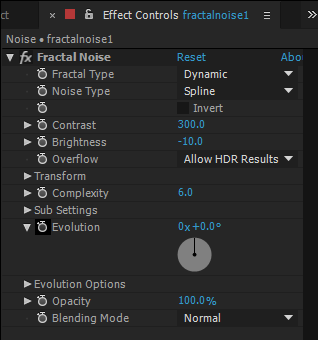 ct
Effect Controls fractalnoise1
Noise • fractalnoise1
fx Fractal Noise Reset Abou
Fractal Type Dynamic
Noise Type Spline
Invert
Contrast 300.0
Brightness -10.0
Overflow Allow HDR Results
Transform
Complexity 6.0
Sub Settings
Evolution 0x+0.0°
Evolution Options
Opacity 100.0%
Blending Mode Normal